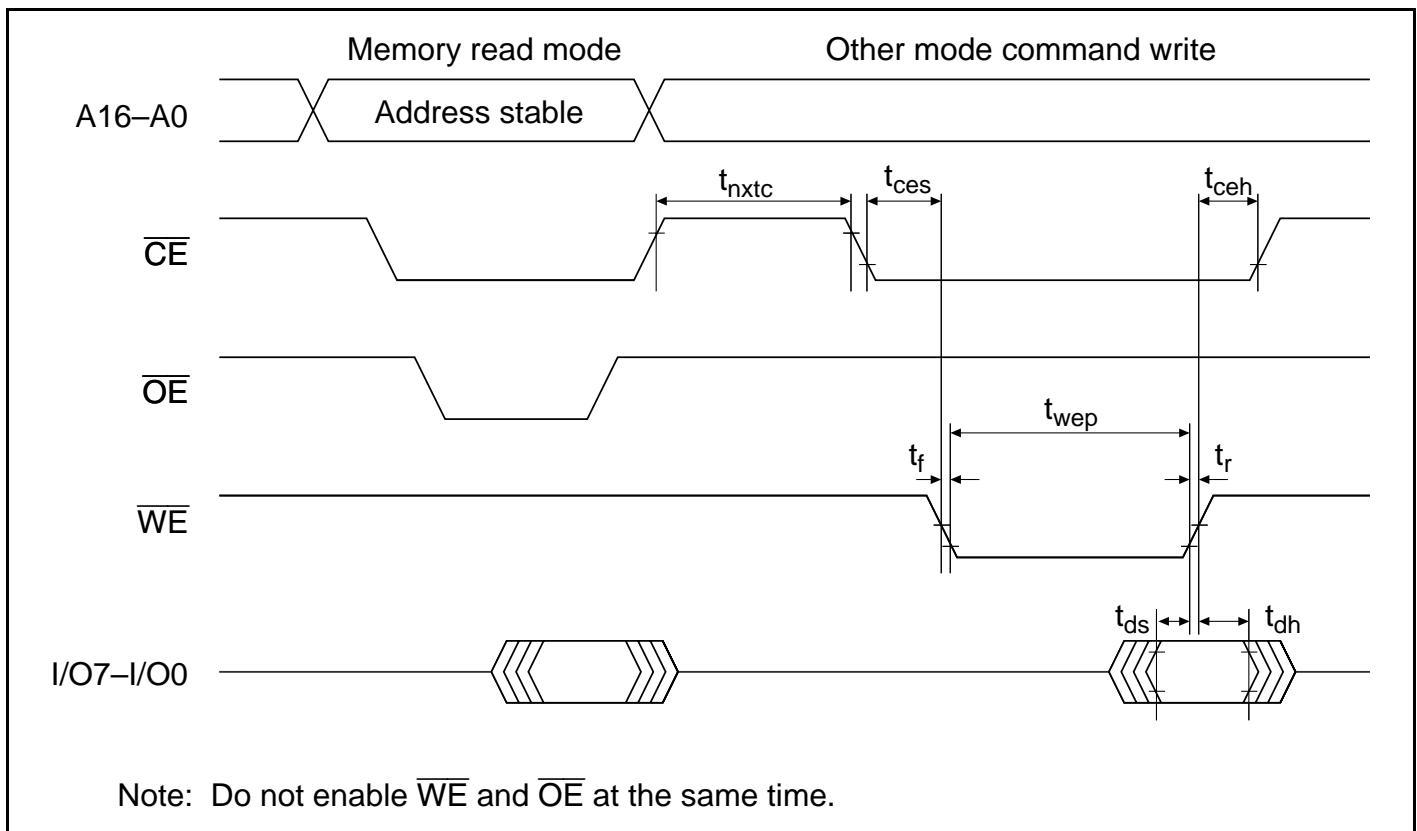 Memory read mode
Other mode command write
A16–A0
Address stable
tnxtc
tces
tceh
CE
OE
twep
tf
tr
WE
tds
tdh
I/O7–I/O0
Note: Do not enable WE and OE at the same time.